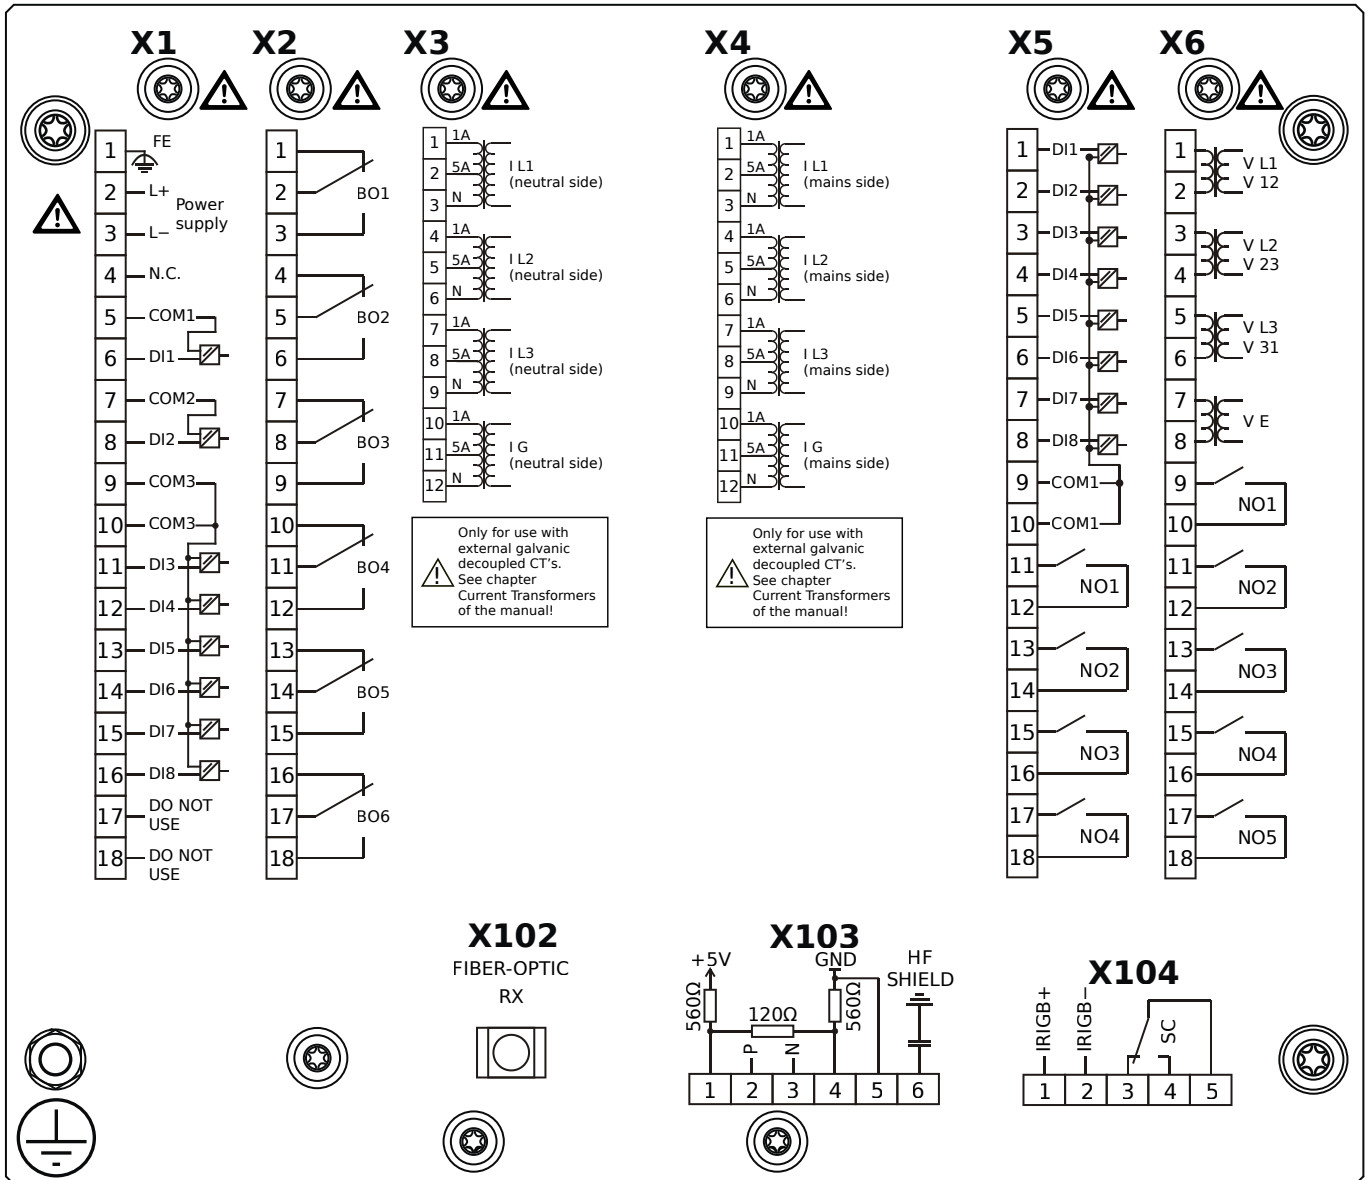 X1
1
FE
2
L+
Power
supply
3
L−
4
N.C.
5
COM1
6
DI1
7
COM2
8
DI2
9
COM3
10
COM3
11
DI3
12
DI4
13
DI5
14
DI6
15
DI7
16
DI8
17
DO NOT
USE
18
DO NOT
USE
X2
1
2
BO1
3
4
5
BO2
6
7
8
BO3
9
10
11
BO4
12
13
14
BO5
15
16
17
BO6
18
X3
1
1A
2
5A
3
N
I L1
(neutral side)
4
1A
5
5A
6
N
I L2
(neutral side)
7
1A
8
5A
9
N
I L3
(neutral side)
10
1A
11
5A
12
N
I G
(neutral side)
Only for use with
external galvanic
decoupled CT's.
See chapter
Current Transformers
of the manual!
X4
1
1A
2
5A
3
N
I L1
(mains side)
4
1A
5
5A
6
N
I L2
(mains side)
7
1A
8
5A
9
N
I L3
(mains side)
10
1A
11
5A
12
N
I G
(mains side)
Only for use with
external galvanic
decoupled CT's.
See chapter
Current Transformers
of the manual!
X5
1
DI1
2
DI2
3
DI3
4
DI4
5
DI5
6
DI6
7
DI7
8
DI8
9
COM1
10
COM1
11
NO1
12
13
NO2
14
15
NO3
16
17
NO4
18
X6
1
V L1
2
V 12
3
V L2
4
V 23
5
V L3
6
V 31
7
V E
8
9
NO1
10
11
NO2
12
13
NO3
14
15
NO4
16
17
NO5
18
X102
FIBER-OPTIC
RX
X103
+5V
GND
HF
SHIELD
560Ω
120Ω
560Ω
P
N
1 2 3 4 5 6
X104
IRIGB+
IRIGB−
SC
1 2 3 4 5